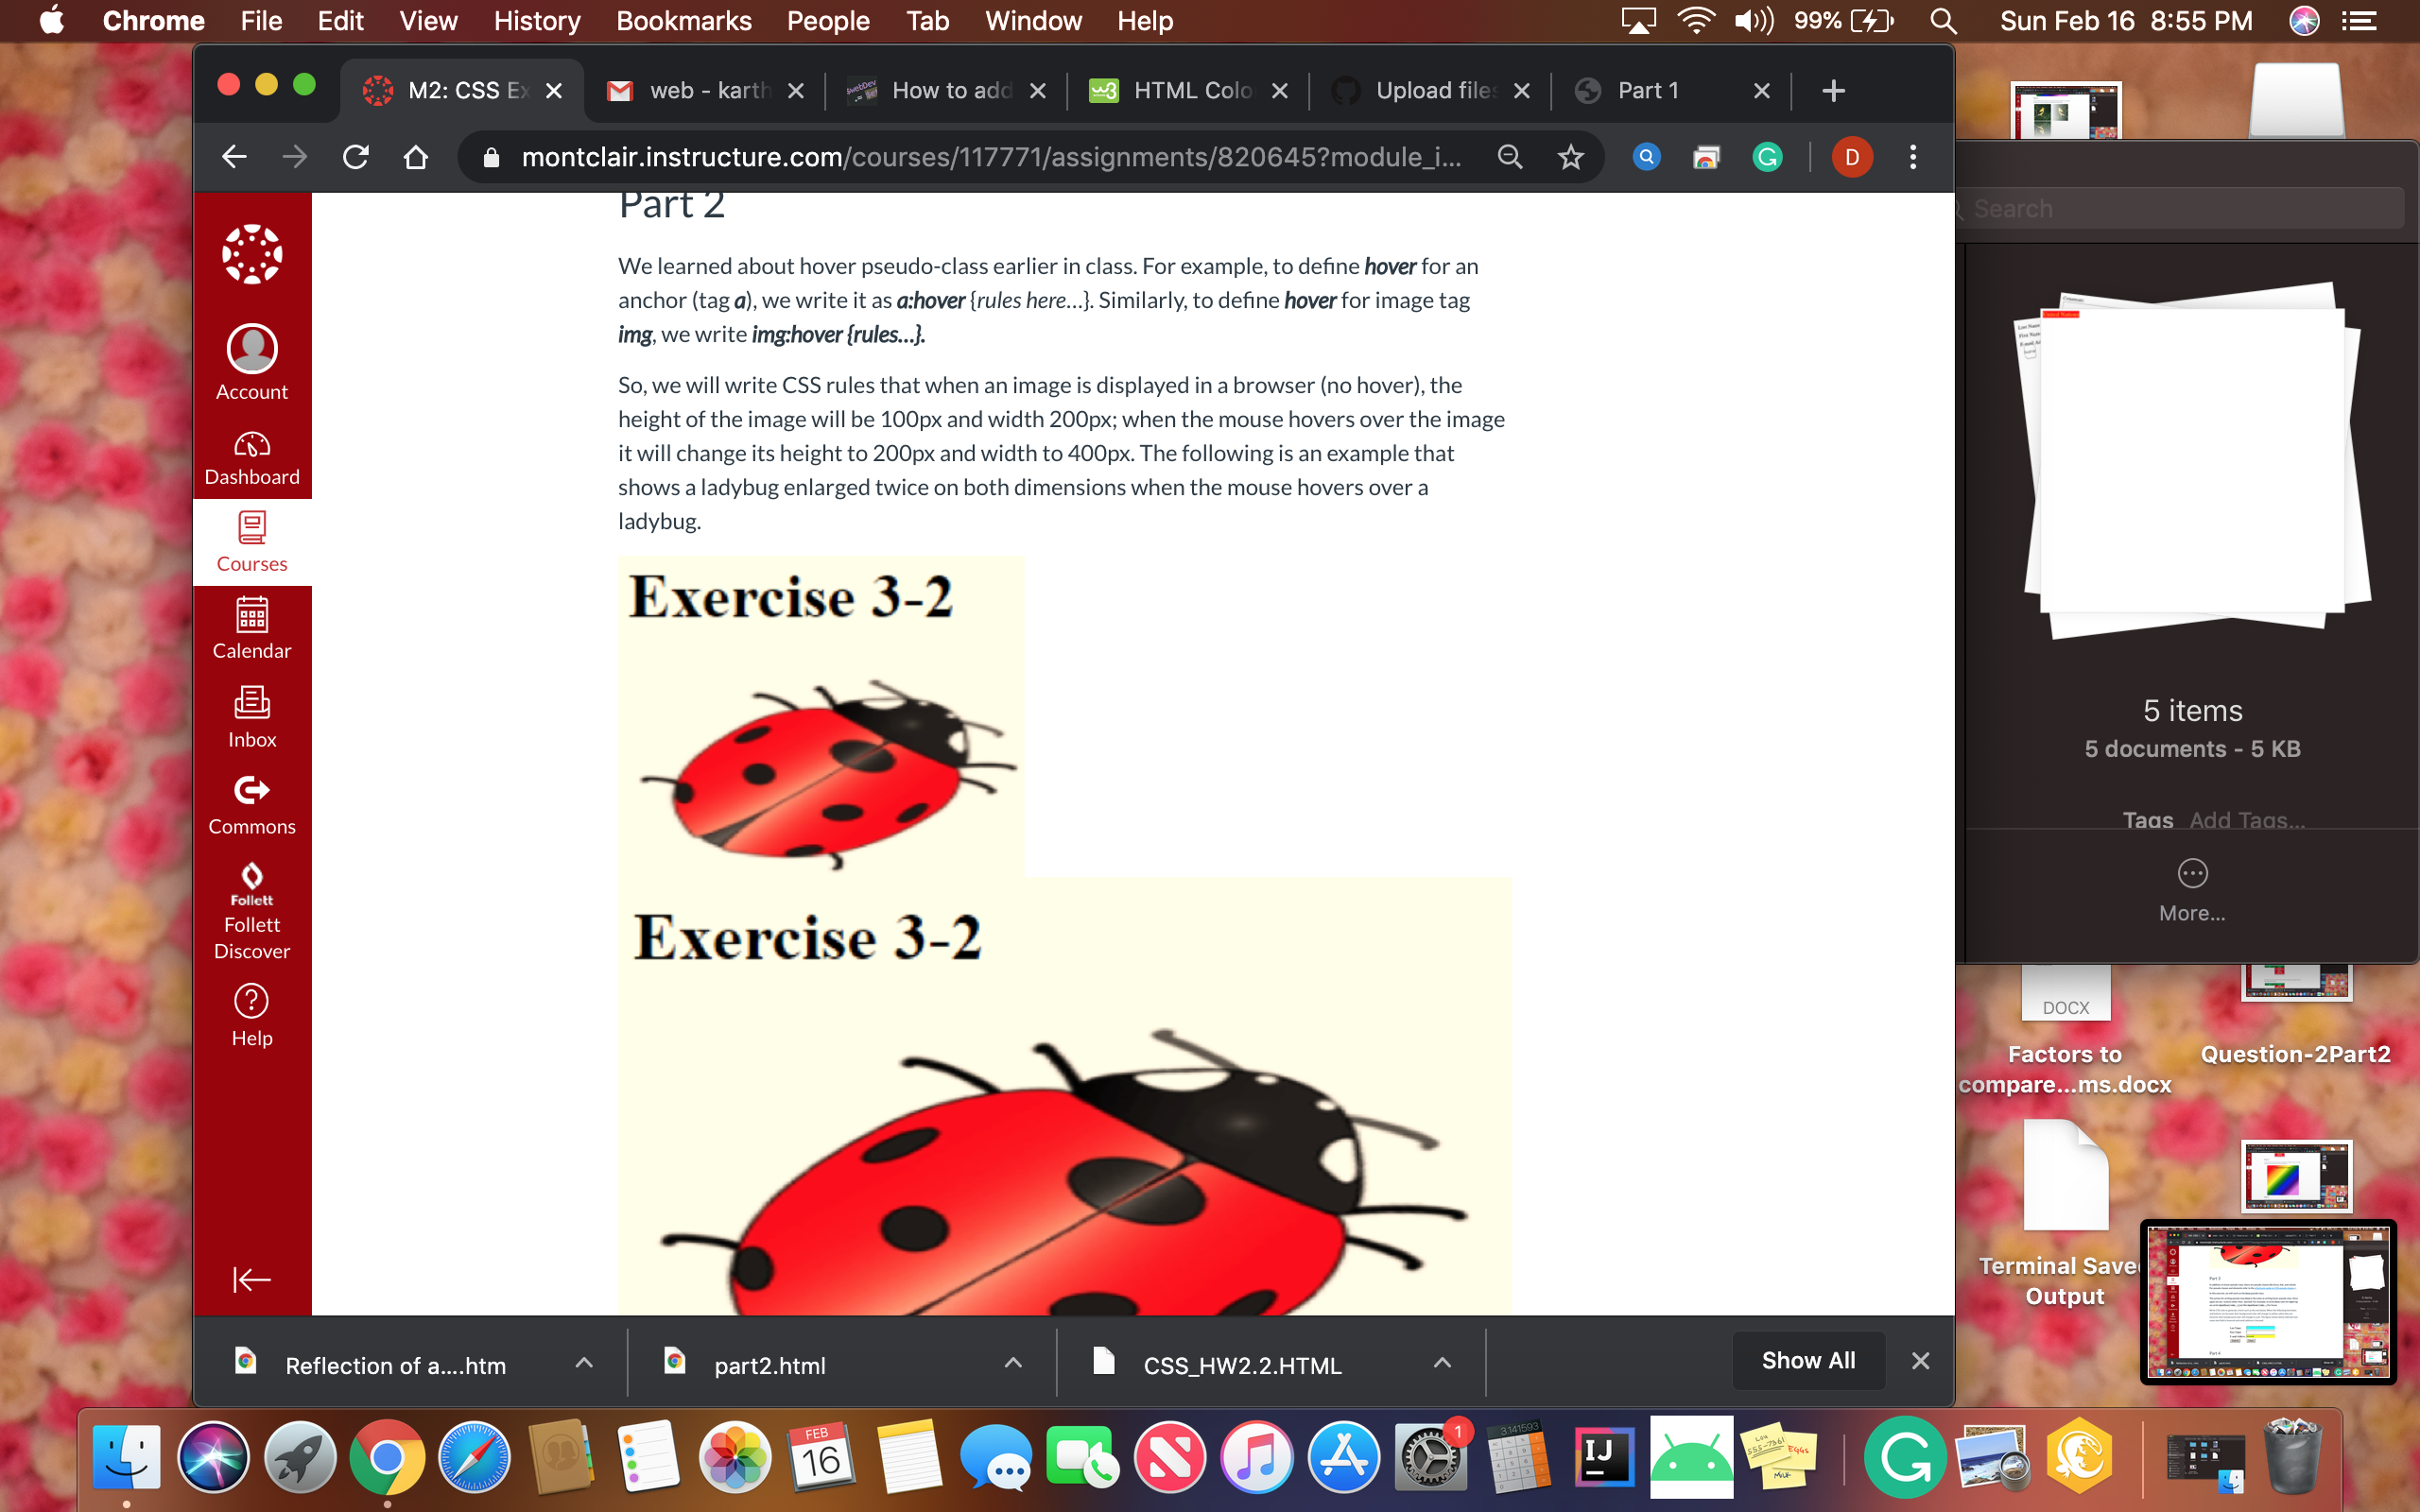 Chrome File Edit View History Bookmarks People Tab Window Help 99% Sun Feb 16 8:55 PM
M2: CSS Ex web - karth How to add HTML Colo Upload files Part 1
montclair.instructure.com/courses/117771/assignments/820645?module_i... D
Search
Account
Dashboard
Courses
Calendar
Inbox
Commons
Follett
Follett
Discover
Help
Part 2
We learned about hover pseudo-class earlier in class. For example, to define hover for an
anchor (tag a), we write it as a:hover {rules here...}. Similarly, to define hover for image tag
img, we write img:hover {rules...}.
So, we will write CSS rules that when an image is displayed in a browser (no hover), the
height of the image will be 100px and width 200px; when the mouse hovers over the image
it will change its height to 200px and width to 400px. The following is an example that
shows a ladybug enlarged twice on both dimensions when the mouse hovers over a
ladybug.
Exercise 3-2
Exercise 3-2
5 items
5 documents - 5 KB
Tags Add Tags...
More...
DOCX
Factors to
compare...ms.docx
Question-2Part2
Terminal Save
Output
Reflection of a....htm part2.html CSS_HW2.2.HTML Show All
FEB
16
1
3.141593
IJ
EGGS
MILK